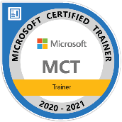 MICROSOFT CERTIFIED TRAINER
Microsoft
MCT
Trainer
2020 - 2021